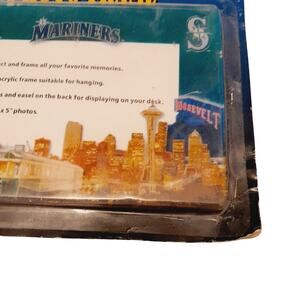 MARINERS
S
ct and frame all your favorite memories.
acrylic frame suitable for hanging.
s and easel on the back for displaying on your desk.
x 5" photos.
ROOSEVELT